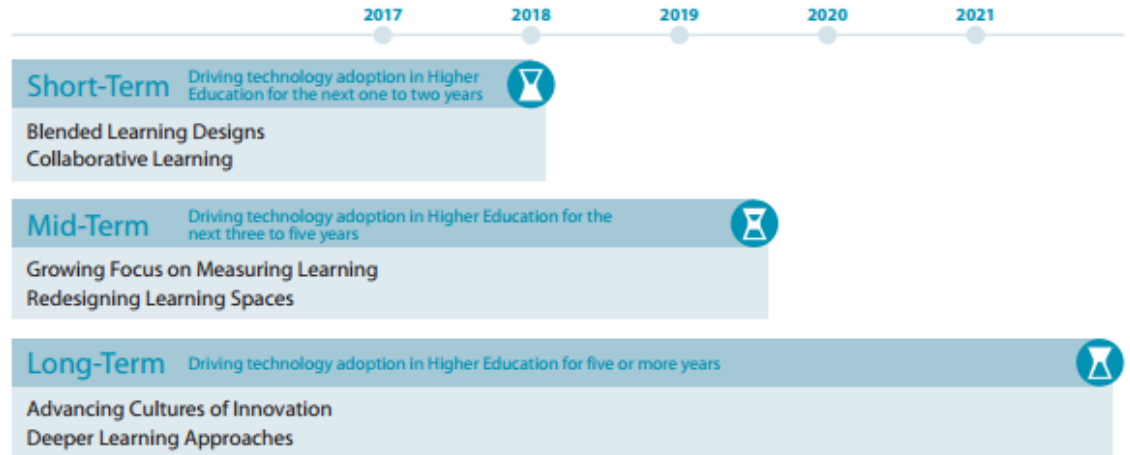 2017 2018 2019 2020 2021
Short-Term Driving technology adoption in Higher
Education for the next one to two years
Blended Learning Designs
Collaborative Learning
Mid-Term Driving technology adoption in Higher Education for the
next three to five years
Growing Focus on Measuring Learning
Redesigning Learning Spaces
Long-Term Driving technology adoption in Higher Education for five or more years
Advancing Cultures of Innovation
Deeper Learning Approaches